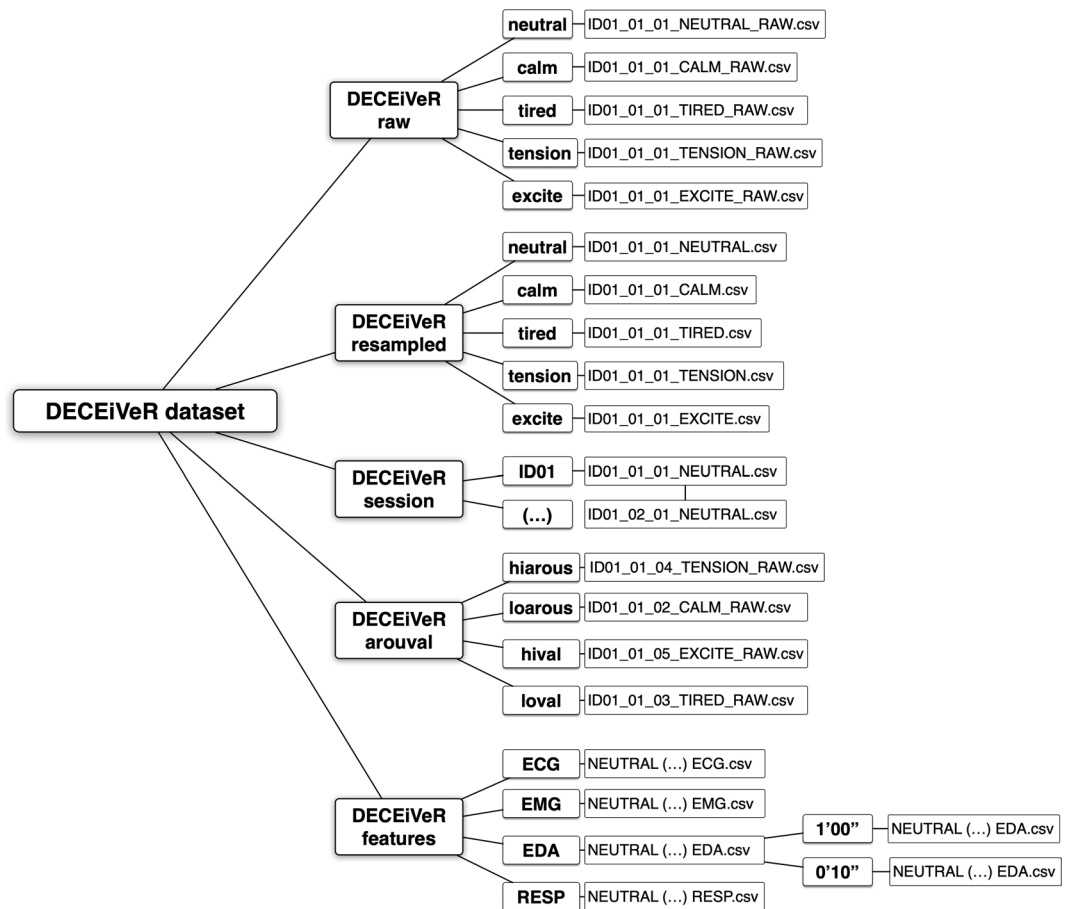 DECEiVeR dataset
DECEiVeR
raw
neutral
ID01_01_01_NEUTRAL_RAW.csv
calm
ID01_01_01_CALM_RAW.csv
tired
ID01_01_01_TIRED_RAW.csv
tension
ID01_01_01_TENSION_RAW.csv
excite
ID01_01_01_EXCITE_RAW.csv
DECEiVeR
resampled
neutral
ID01_01_01_NEUTRAL.csv
calm
ID01_01_01_CALM.csv
tired
ID01_01_01_TIRED.csv
tension
ID01_01_01_TENSION.csv
excite
ID01_01_01_EXCITE.csv
DECEiVeR
session
ID01
ID01_01_01_NEUTRAL.csv
(...)
ID01_02_01_NEUTRAL.csv
DECEiVeR
arouval
hiarous
ID01_01_04_TENSION_RAW.csv
loarous
ID01_01_02_CALM_RAW.csv
hival
ID01_01_05_EXCITE_RAW.csv
loval
ID01_01_03_TIRED_RAW.csv
DECEiVeR
features
ECG
NEUTRAL (...) ECG.csv
EMG
NEUTRAL (...) EMG.csv
EDA
NEUTRAL (...) EDA.csv
1’00”
NEUTRAL (...) EDA.csv
0’10”
NEUTRAL (...) EDA.csv
RESP
NEUTRAL (...) RESP.csv